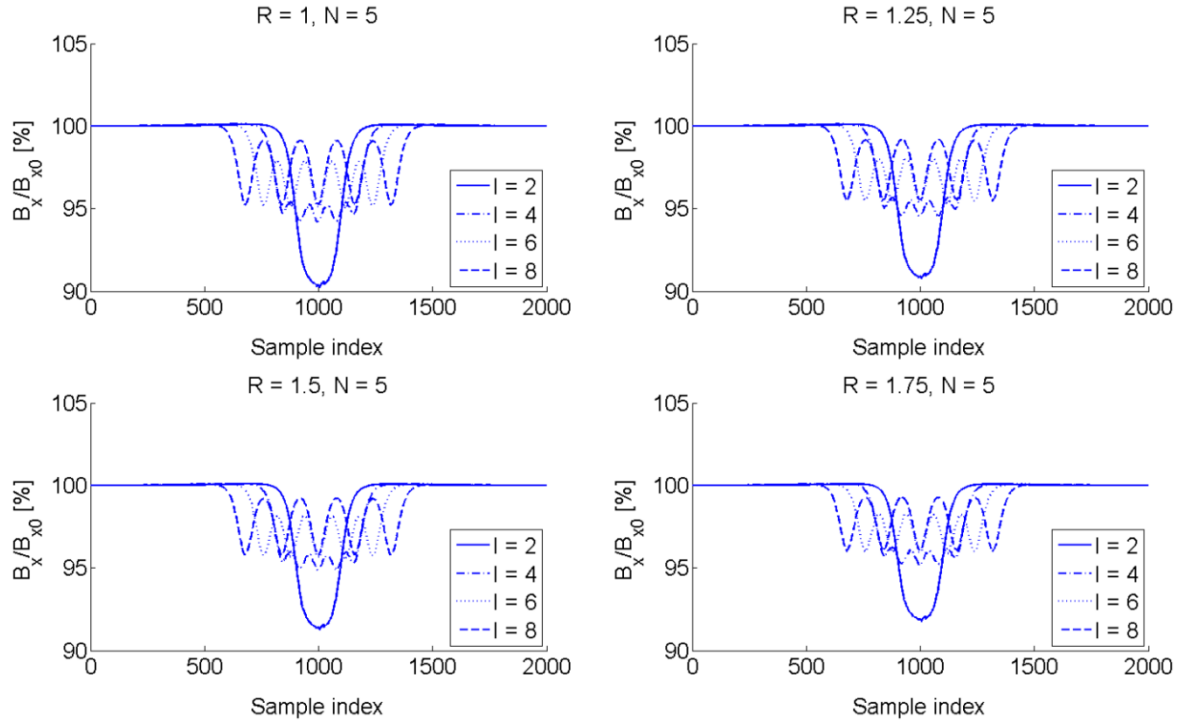 R = 1, N = 5
105
100
95
90
B_x/B_x0 [%]
0 500 1000 1500 2000
Sample index
l = 2
l = 4
l = 6
l = 8
R = 1.25, N = 5
105
100
95
90
B_x/B_x0 [%]
0 500 1000 1500 2000
Sample index
l = 2
l = 4
l = 6
l = 8
R = 1.5, N = 5
105
100
95
90
B_x/B_x0 [%]
0 500 1000 1500 2000
Sample index
l = 2
l = 4
l = 6
l = 8
R = 1.75, N = 5
105
100
95
90
B_x/B_x0 [%]
0 500 1000 1500 2000
Sample index
l = 2
l = 4
l = 6
l = 8